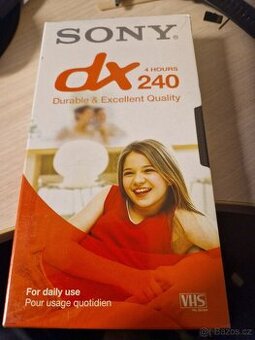 SONY®
dx 240
4 HOURS
Durable & Excellent Quality
For daily use
Pour usage quotidien
VHS
Bazos.cz